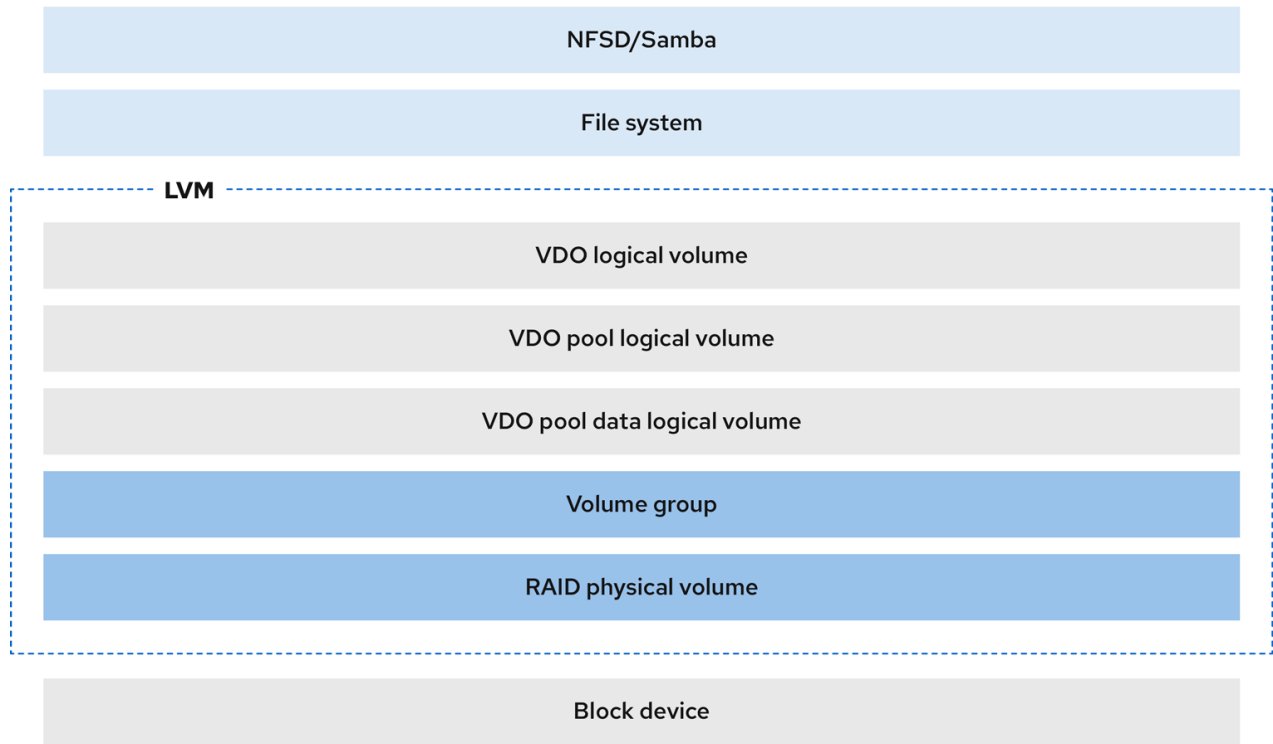 NFSD/Samba
File system
LVM
VDO logical volume
VDO pool logical volume
VDO pool data logical volume
Volume group
RAID physical volume
Block device